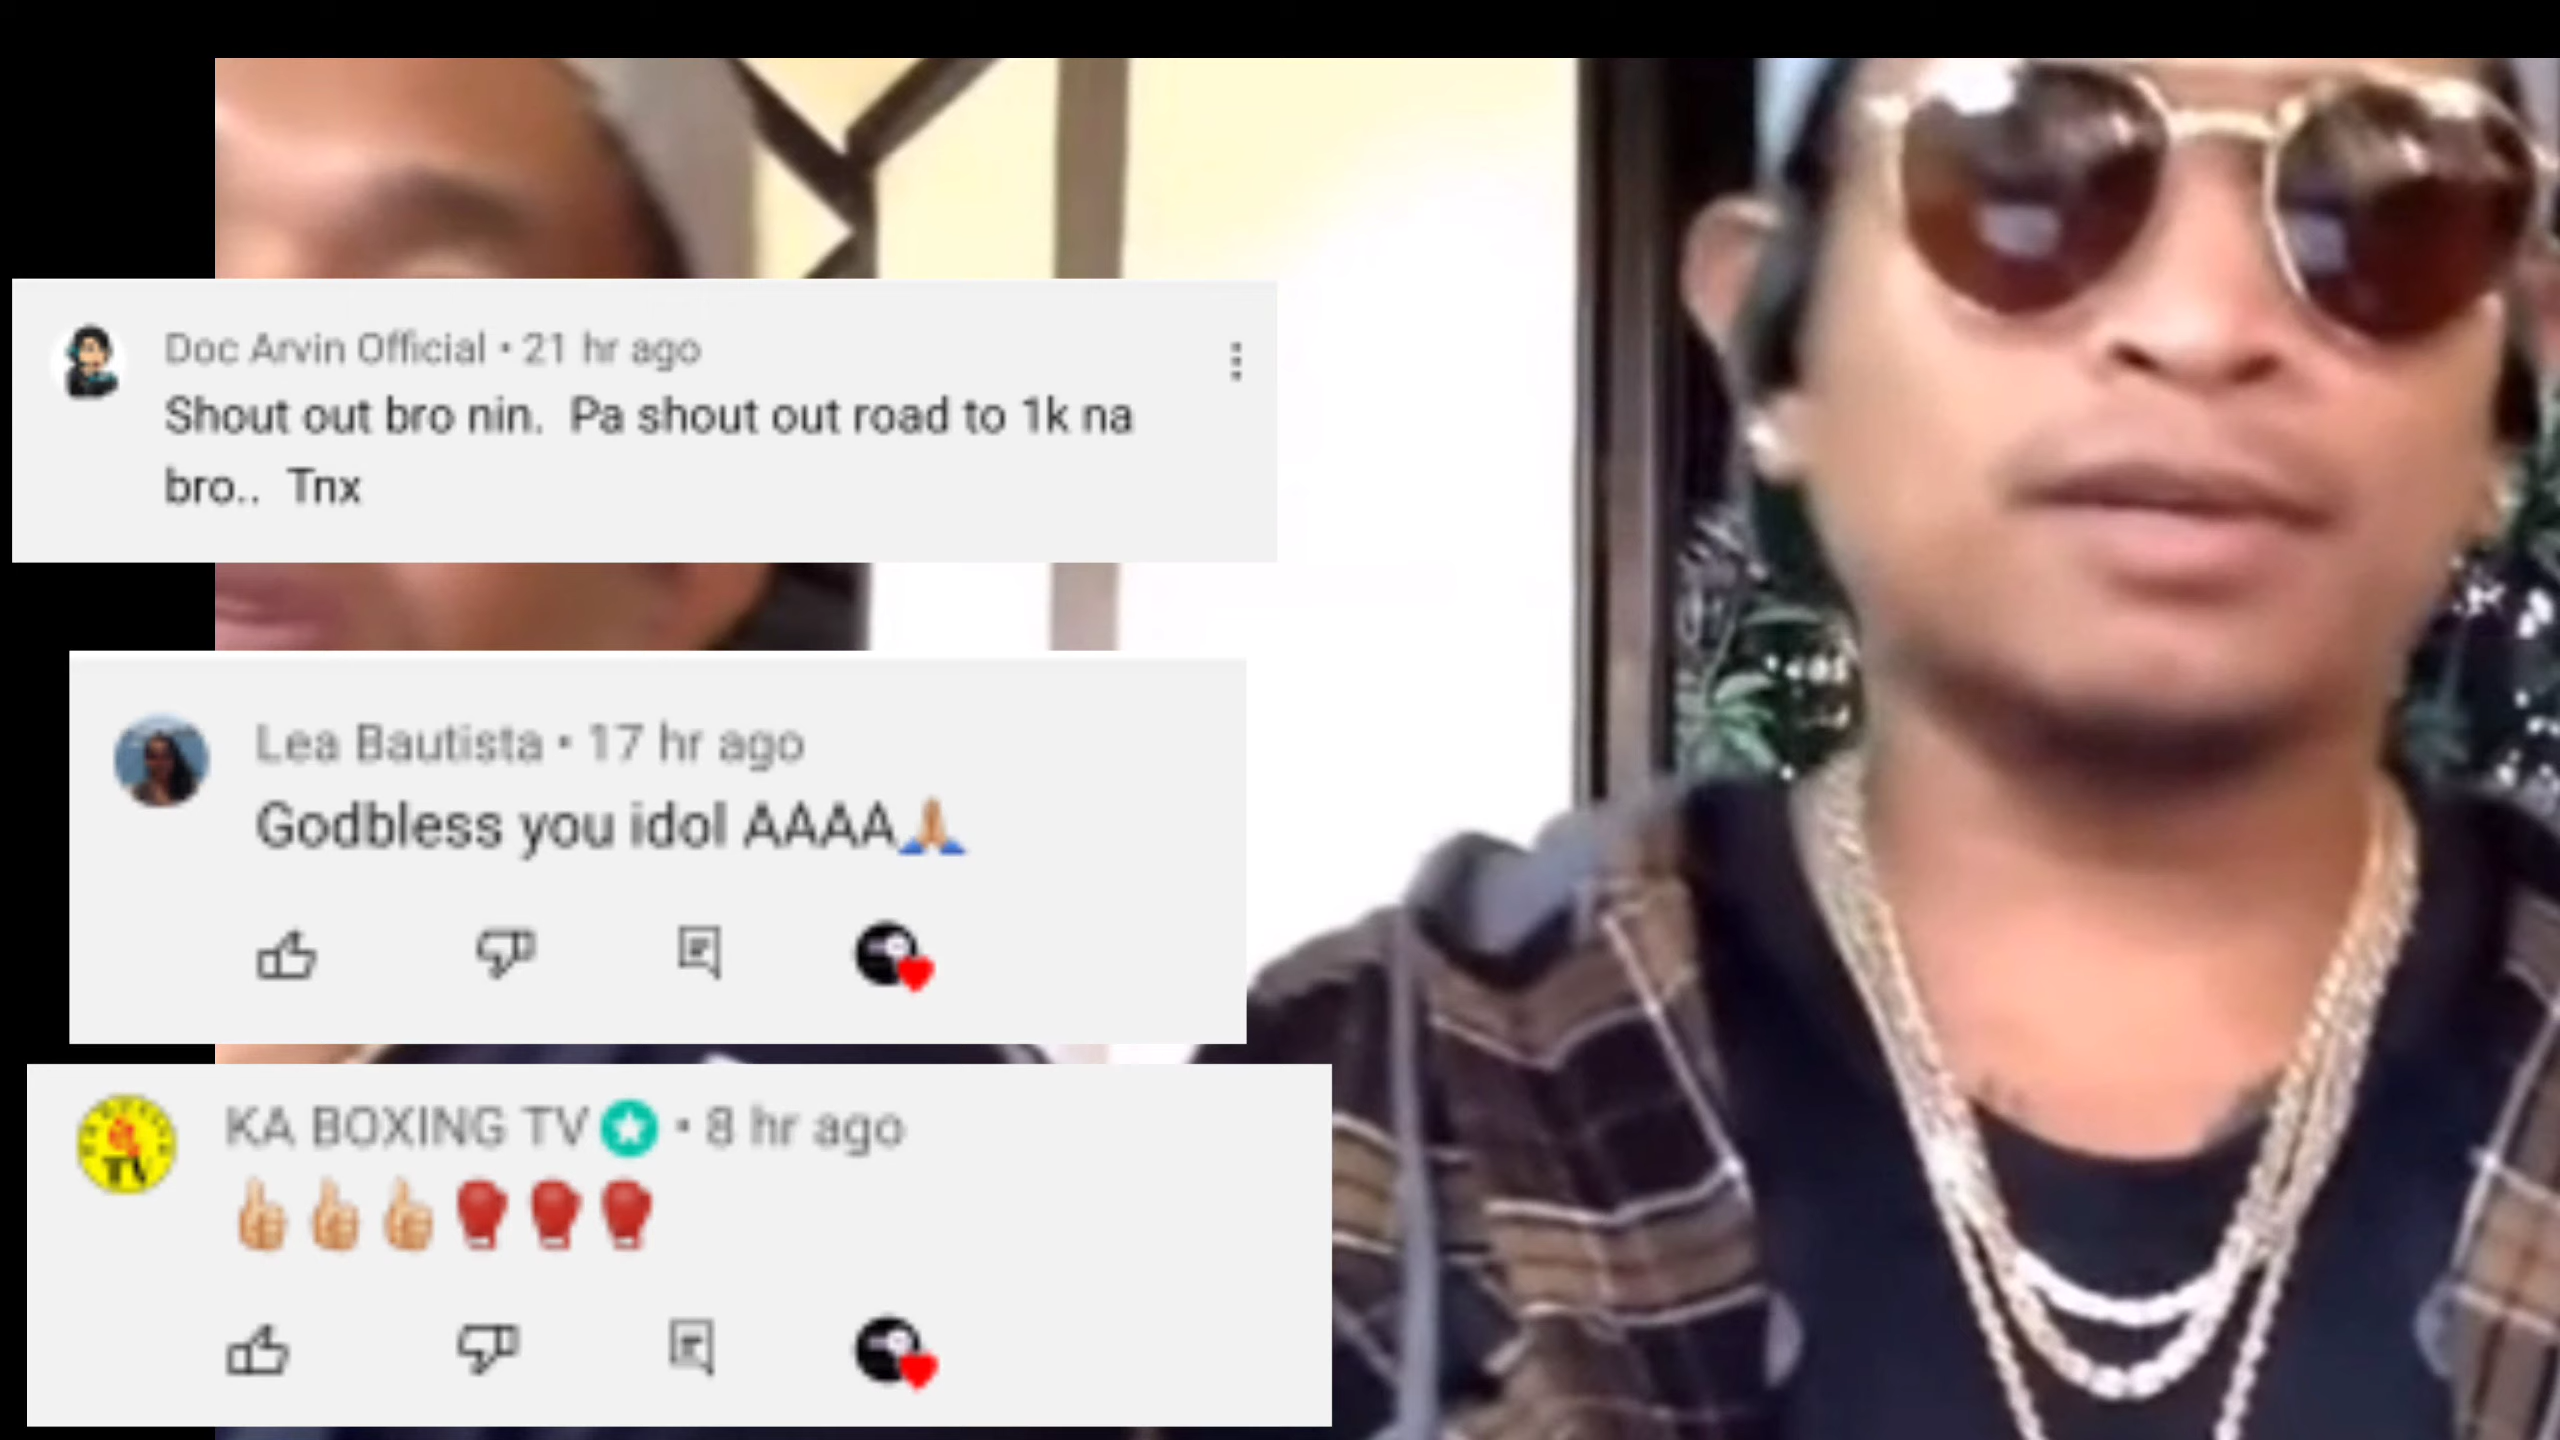 Doc Arvin Official • 21 hr ago
Shout out bro nin.  Pa shout out road to 1k na
bro..  Tnx
Lea Bautista • 17 hr ago
Godbless you idol AAAA🙏🏽
KA BOXING TV • 8 hr ago
👍🏼👍🏼👍🏼🥊🥊🥊
TV